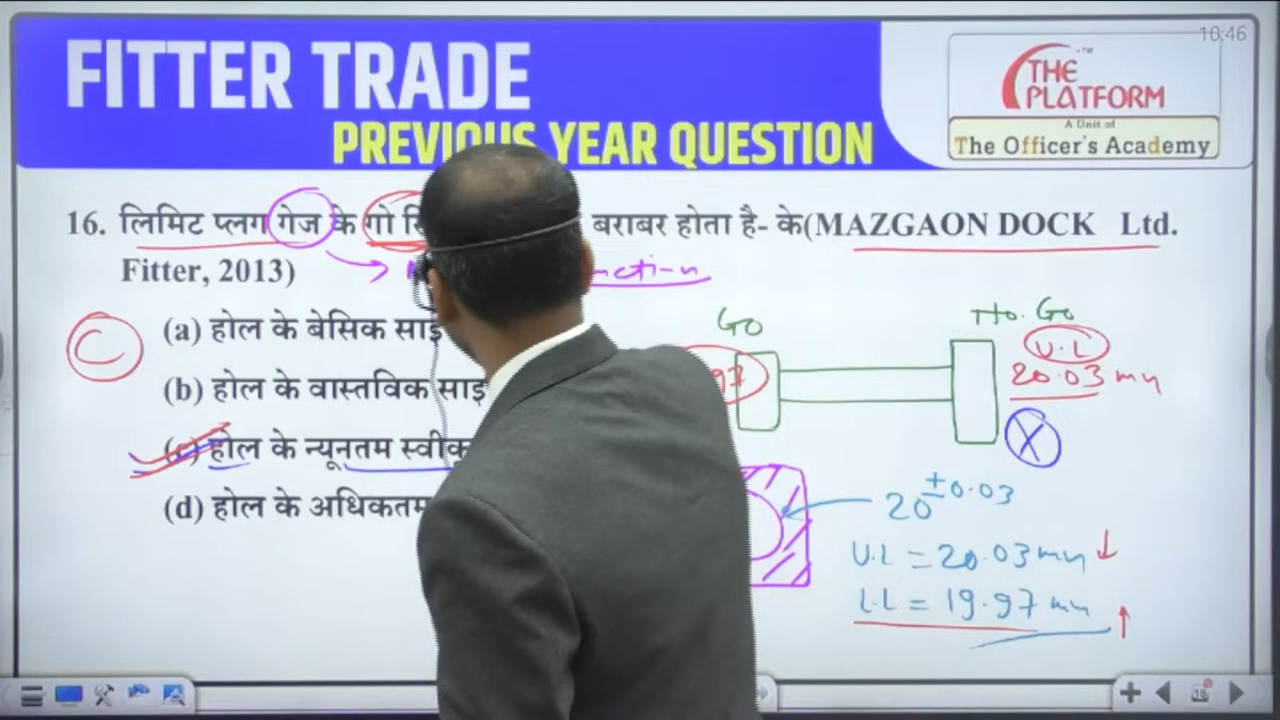 10:46
FITTER TRADE
PREVIOUS YEAR QUESTION
THE
PLATFORM
A Unit of
The Officer's Academy
16. लिमिट प्लग गेज के गो बराबर होता है- के(MAZGAON DOCK Ltd.
Fitter, 2013)
(a) होल के बेसिक
(b) होल के वास्तविक
(c) होल के न्यूनतम
(d) होल के अधिकतम
C
GO
No. Go
U.L
20.03 mm
X
20 ±0.03
U.L = 20.03 mm ↓
L.L = 19.97 mm ↑